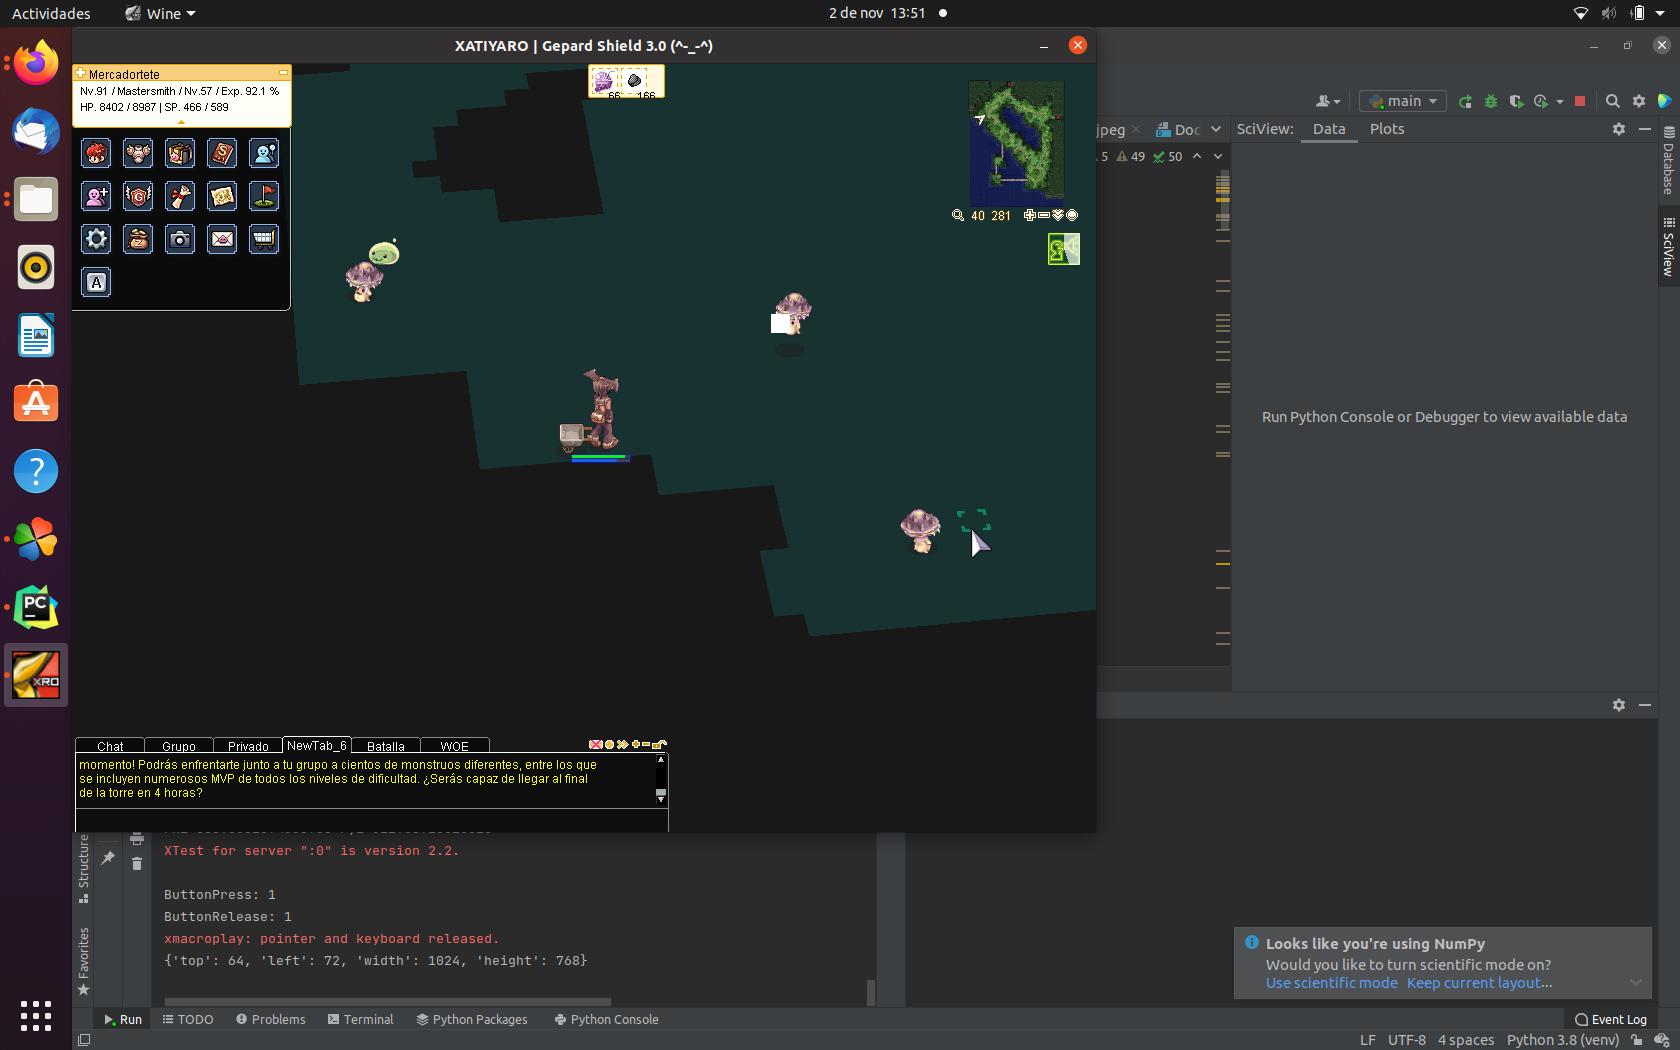 Actividades
Wine
2 de nov 13:51
XATIYARO | Gepard Shield 3.0 (^-_-^)
Mercadortete
Nv.91 / Mastersmith / Nv.57 / Exp. 92.1 %
HP. 8402 / 8987 | SP. 466 / 589
66
166
40 281
A
main
jpeg
Doc
SciView:
Data
Plots
5
49
50
Database
SciView
Run Python Console or Debugger to view available data
PC
XRO
Chat
Grupo
Privado
NewTab_6
Batalla
WOE
momento! Podrás enfrentarte junto a tu grupo a cientos de monstruos diferentes, entre los que
se incluyen numerosos MVP de todos los niveles de dificultad. ¿Serás capaz de llegar al final
de la torre en 4 horas?
Structure
Favorites
XTest for server ":0" is version 2.2.
ButtonPress: 1
ButtonRelease: 1
xmacroplay: pointer and keyboard released.
{'top': 64, 'left': 72, 'width': 1024, 'height': 768}
Looks like you're using NumPy
Would you like to turn scientific mode on?
Use scientific mode Keep current layout...
Run
TODO
Problems
Terminal
Python Packages
Python Console
Event Log
LF UTF-8 4 spaces Python 3.8 (venv)